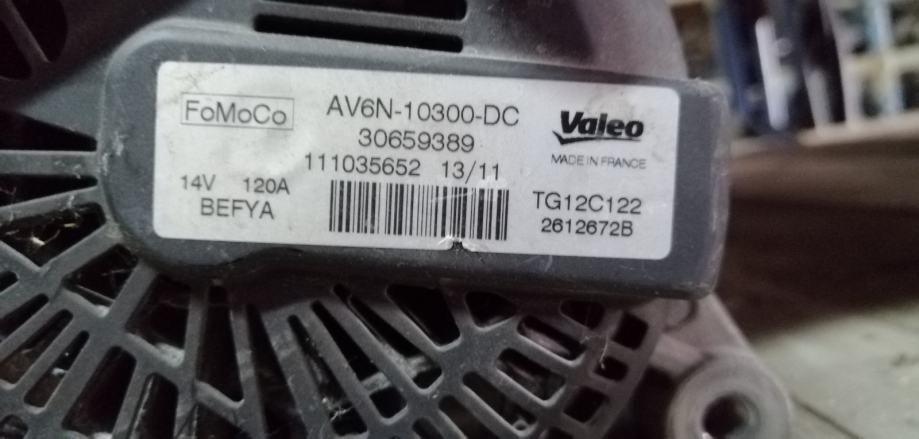 FoMoCo
AV6N-10300-DC
30659389
111035652 13/11
14V 120A
BEFYA
Valeo
MADE IN FRANCE
TG12C122
2612672B